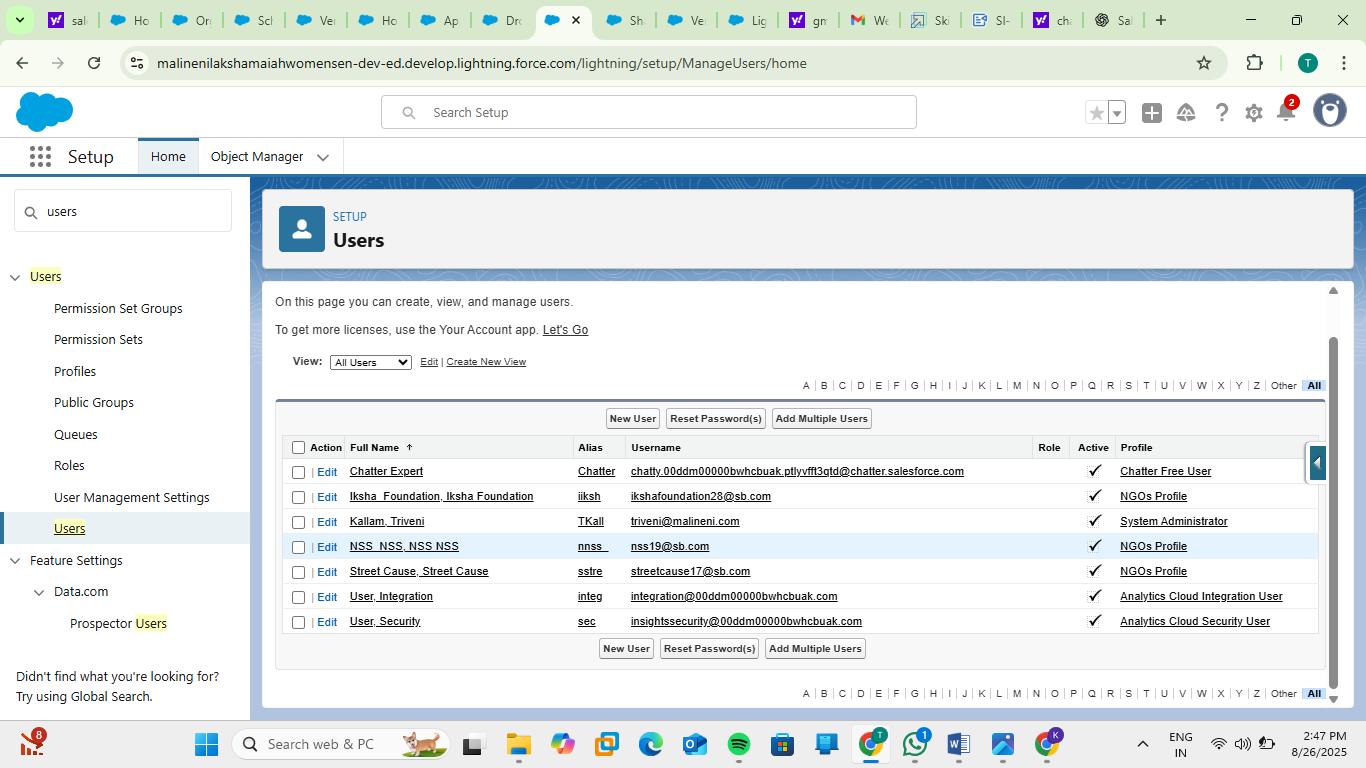 sale
Ho
Or
Sch
Ver
Ho
Ap
Dro
Sha
Ver
Lig
gm
We
Ski
SI-
cha
Sal
malinenilakshamaiahwomensen-dev-ed.develop.lightning.force.com/lightning/setup/ManageUsers/home
T
Search Setup
2
Setup
Home
Object Manager
users
Users
Permission Set Groups
Permission Sets
Profiles
Public Groups
Queues
Roles
User Management Settings
Users
Feature Settings
Data.com
Prospector Users
Didn't find what you're looking for?
Try using Global Search.
SETUP
Users
On this page you can create, view, and manage users.
To get more licenses, use the Your Account app. Let's Go
View: All Users Edit | Create New View
A | B | C | D | E | F | G | H | I | J | K | L | M | N | O | P | Q | R | S | T | U | V | W | X | Y | Z | Other | All
New User Reset Password(s) Add Multiple Users
Action Full Name ↑ Alias Username Role Active Profile
| Edit Chatter Expert Chatter chatty.00ddm00000bwhcbuak.ptlyvfft3gtd@chatter.salesforce.com Chatter Free User
| Edit Iksha_Foundation, Iksha Foundation iiksh ikshafoundation28@sb.com NGOs Profile
| Edit Kallam, Triveni TKall triveni@malineni.com System Administrator
| Edit NSS_NSS, NSS NSS nnss_ nss19@sb.com NGOs Profile
| Edit Street Cause, Street Cause sstre streetcause17@sb.com NGOs Profile
| Edit User, Integration integ integration@00ddm00000bwhcbuak.com Analytics Cloud Integration User
| Edit User, Security sec insightssecurity@00ddm00000bwhcbuak.com Analytics Cloud Security User
New User Reset Password(s) Add Multiple Users
A | B | C | D | E | F | G | H | I | J | K | L | M | N | O | P | Q | R | S | T | U | V | W | X | Y | Z | Other | All
8
Search web & PC
T
1
K
ENG
IN
2:47 PM
8/26/2025